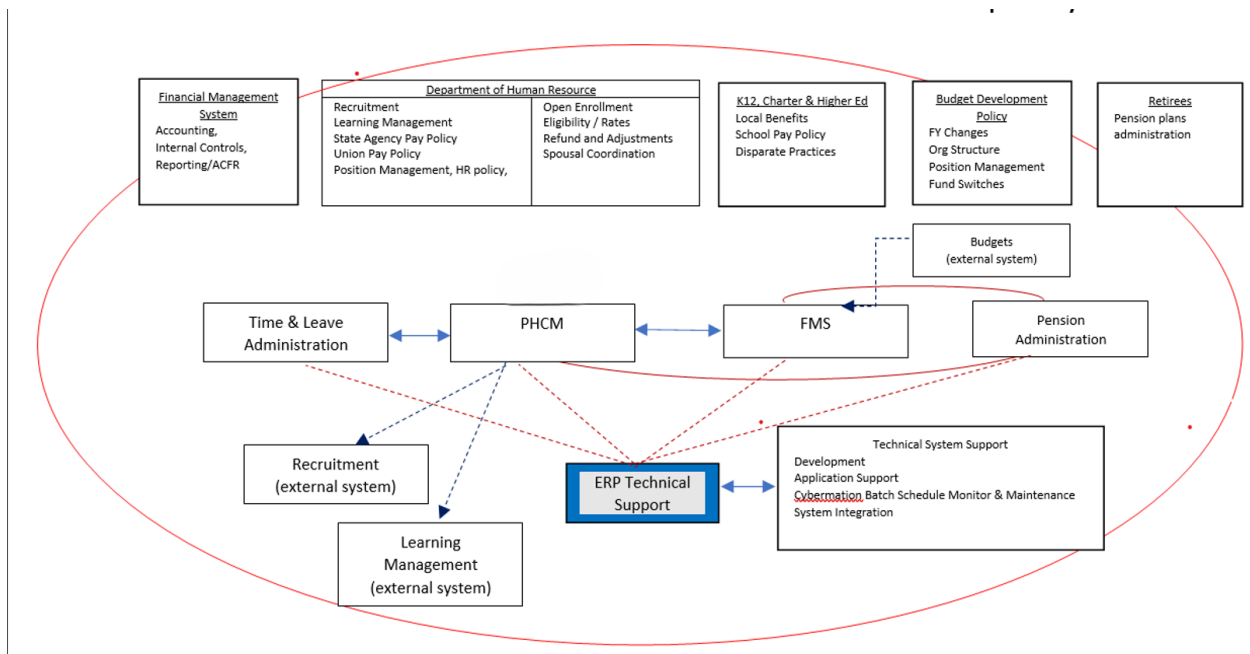 Financial Management
System
Accounting,
Internal Controls,
Reporting/ACFR
Department of Human Resource
Recruitment
Learning Management
State Agency Pay Policy
Union Pay Policy
Position Management, HR policy,
Open Enrollment
Eligibility / Rates
Refund and Adjustments
Spousal Coordination
K12, Charter & Higher Ed
Local Benefits
School Pay Policy
Disparate Practices
Budget Development
Policy
FY Changes
Org Structure
Position Management
Fund Switches
Retirees
Pension plans
administration
Budgets
(external system)
Time & Leave
Administration
PHCM
FMS
Pension
Administration
Recruitment
(external system)
ERP Technical
Support
Technical System Support
Development
Application Support
Cybermation Batch Schedule Monitor & Maintenance
System Integration
Learning
Management
(external system)